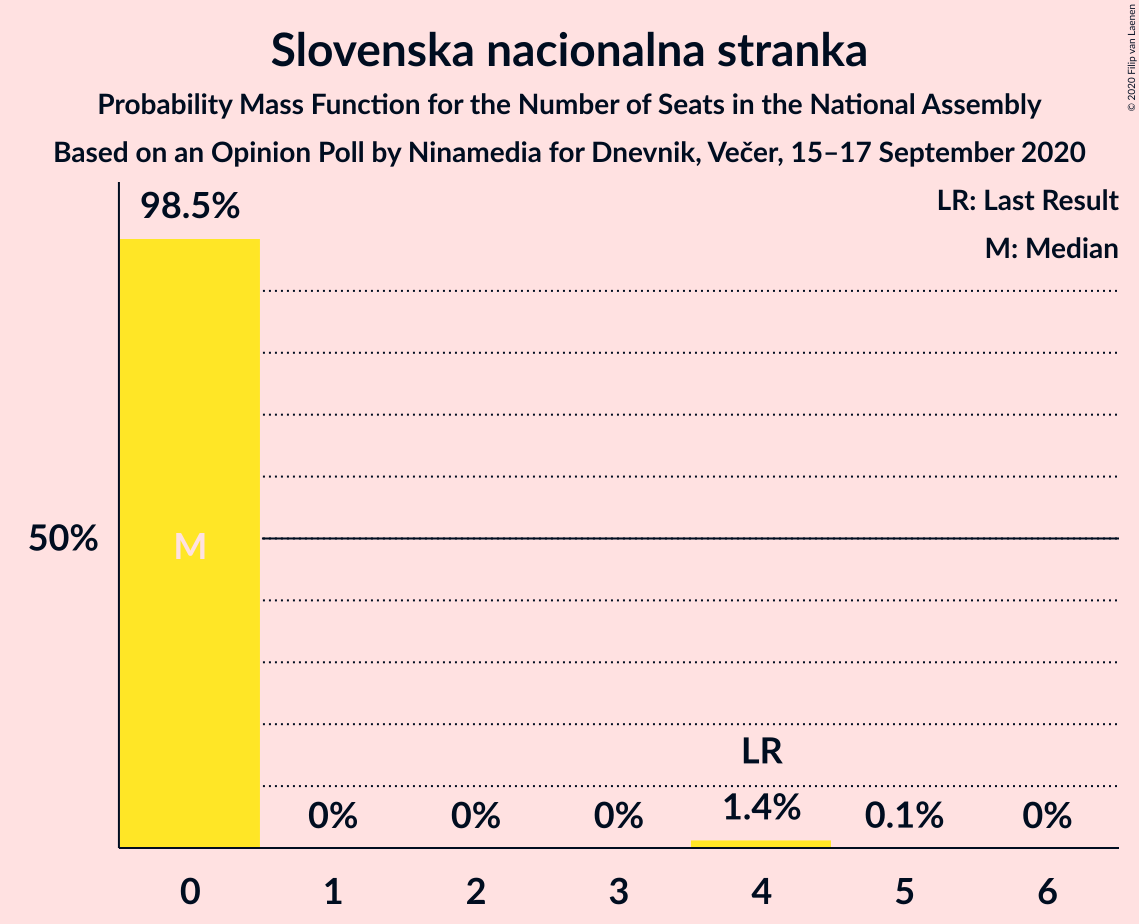 Slovenska nacionalna stranka
Probability Mass Function for the Number of Seats in the National Assembly
Based on an Opinion Poll by Ninamedia for Dnevnik, Večer, 15–17 September 2020
© 2020 Filip van Laenen
LR: Last Result
M: Median
98.5%
50%
M
LR
0% 0% 0% 1.4% 0.1% 0%
0 1 2 3 4 5 6